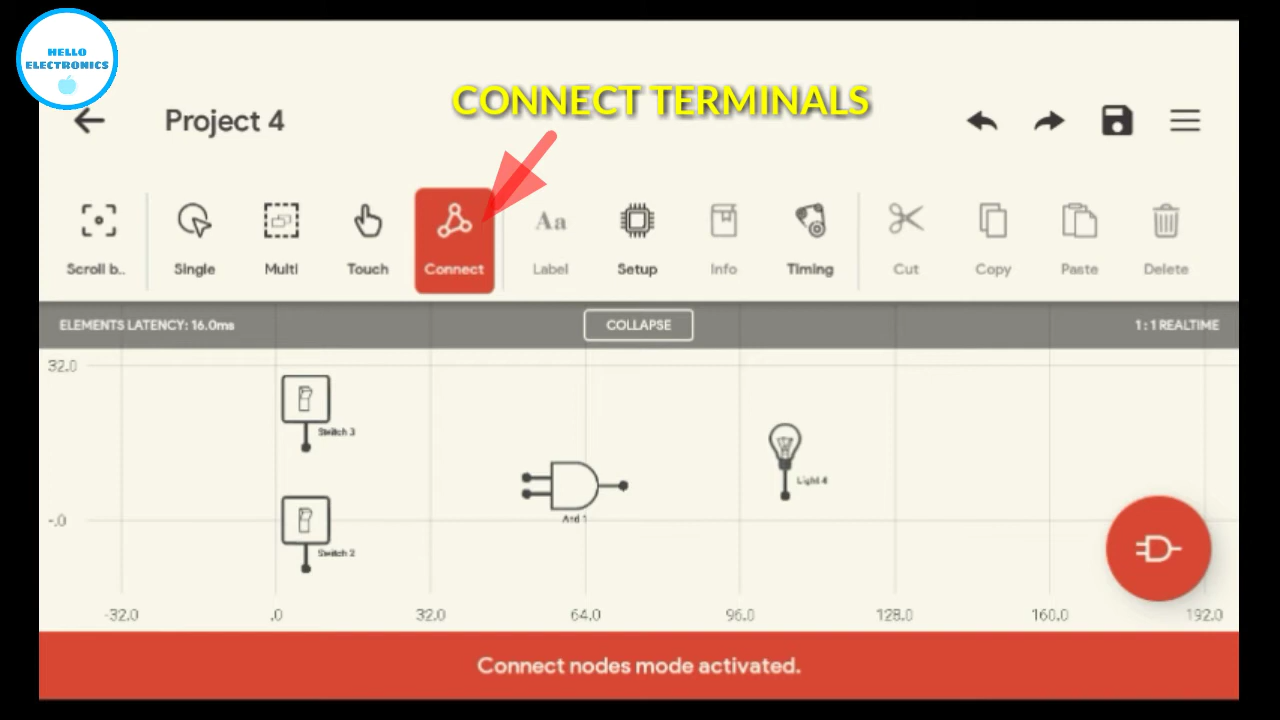 HELLO
ELECTRONICS
CONNECT TERMINALS
Project 4
Scroll b.. Single Multi Touch Connect Label Setup Info Timing Cut Copy Paste Delete
Aa
ELEMENTS LATENCY: 16.0ms COLLAPSE 1 : 1 REALTIME
32.0
Switch 3
Light 4
And 1
-.0
Switch 2
-32.0 .0 32.0 64.0 96.0 128.0 160.0 192.0
Connect nodes mode activated.